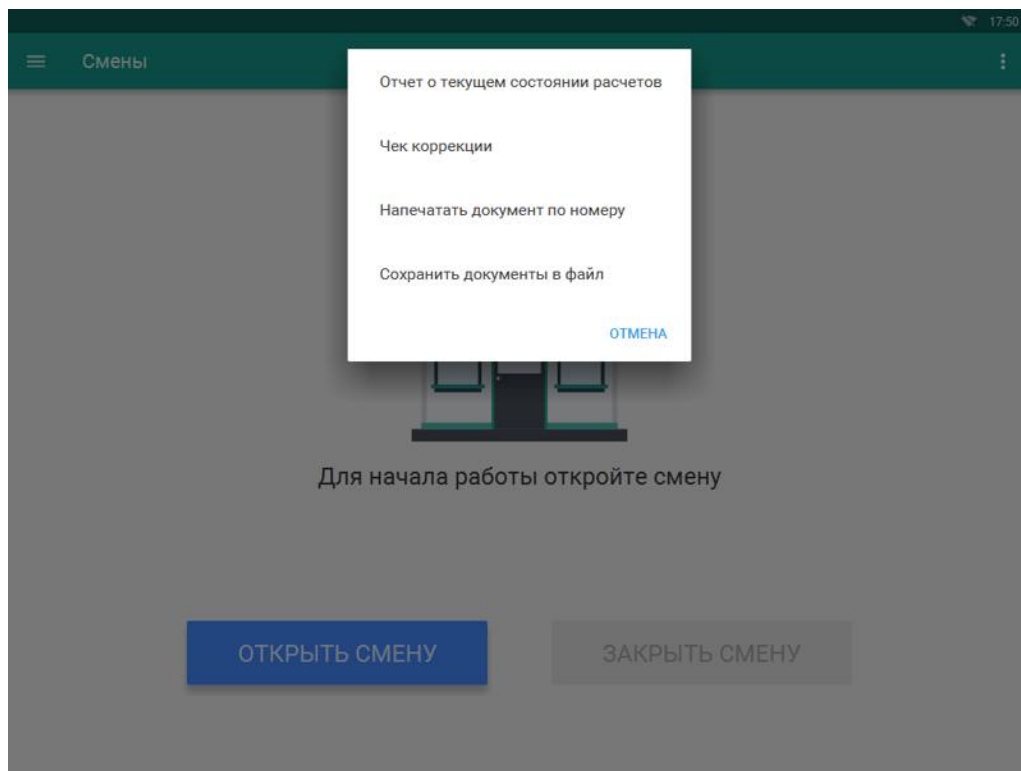 17:50
Смены
Отчет о текущем состоянии расчетов
Чек коррекции
Напечатать документ по номеру
Сохранить документы в файл
ОТМЕНА
Для начала работы откройте смену
ОТКРЫТЬ СМЕНУ
ЗАКРЫТЬ СМЕНУ